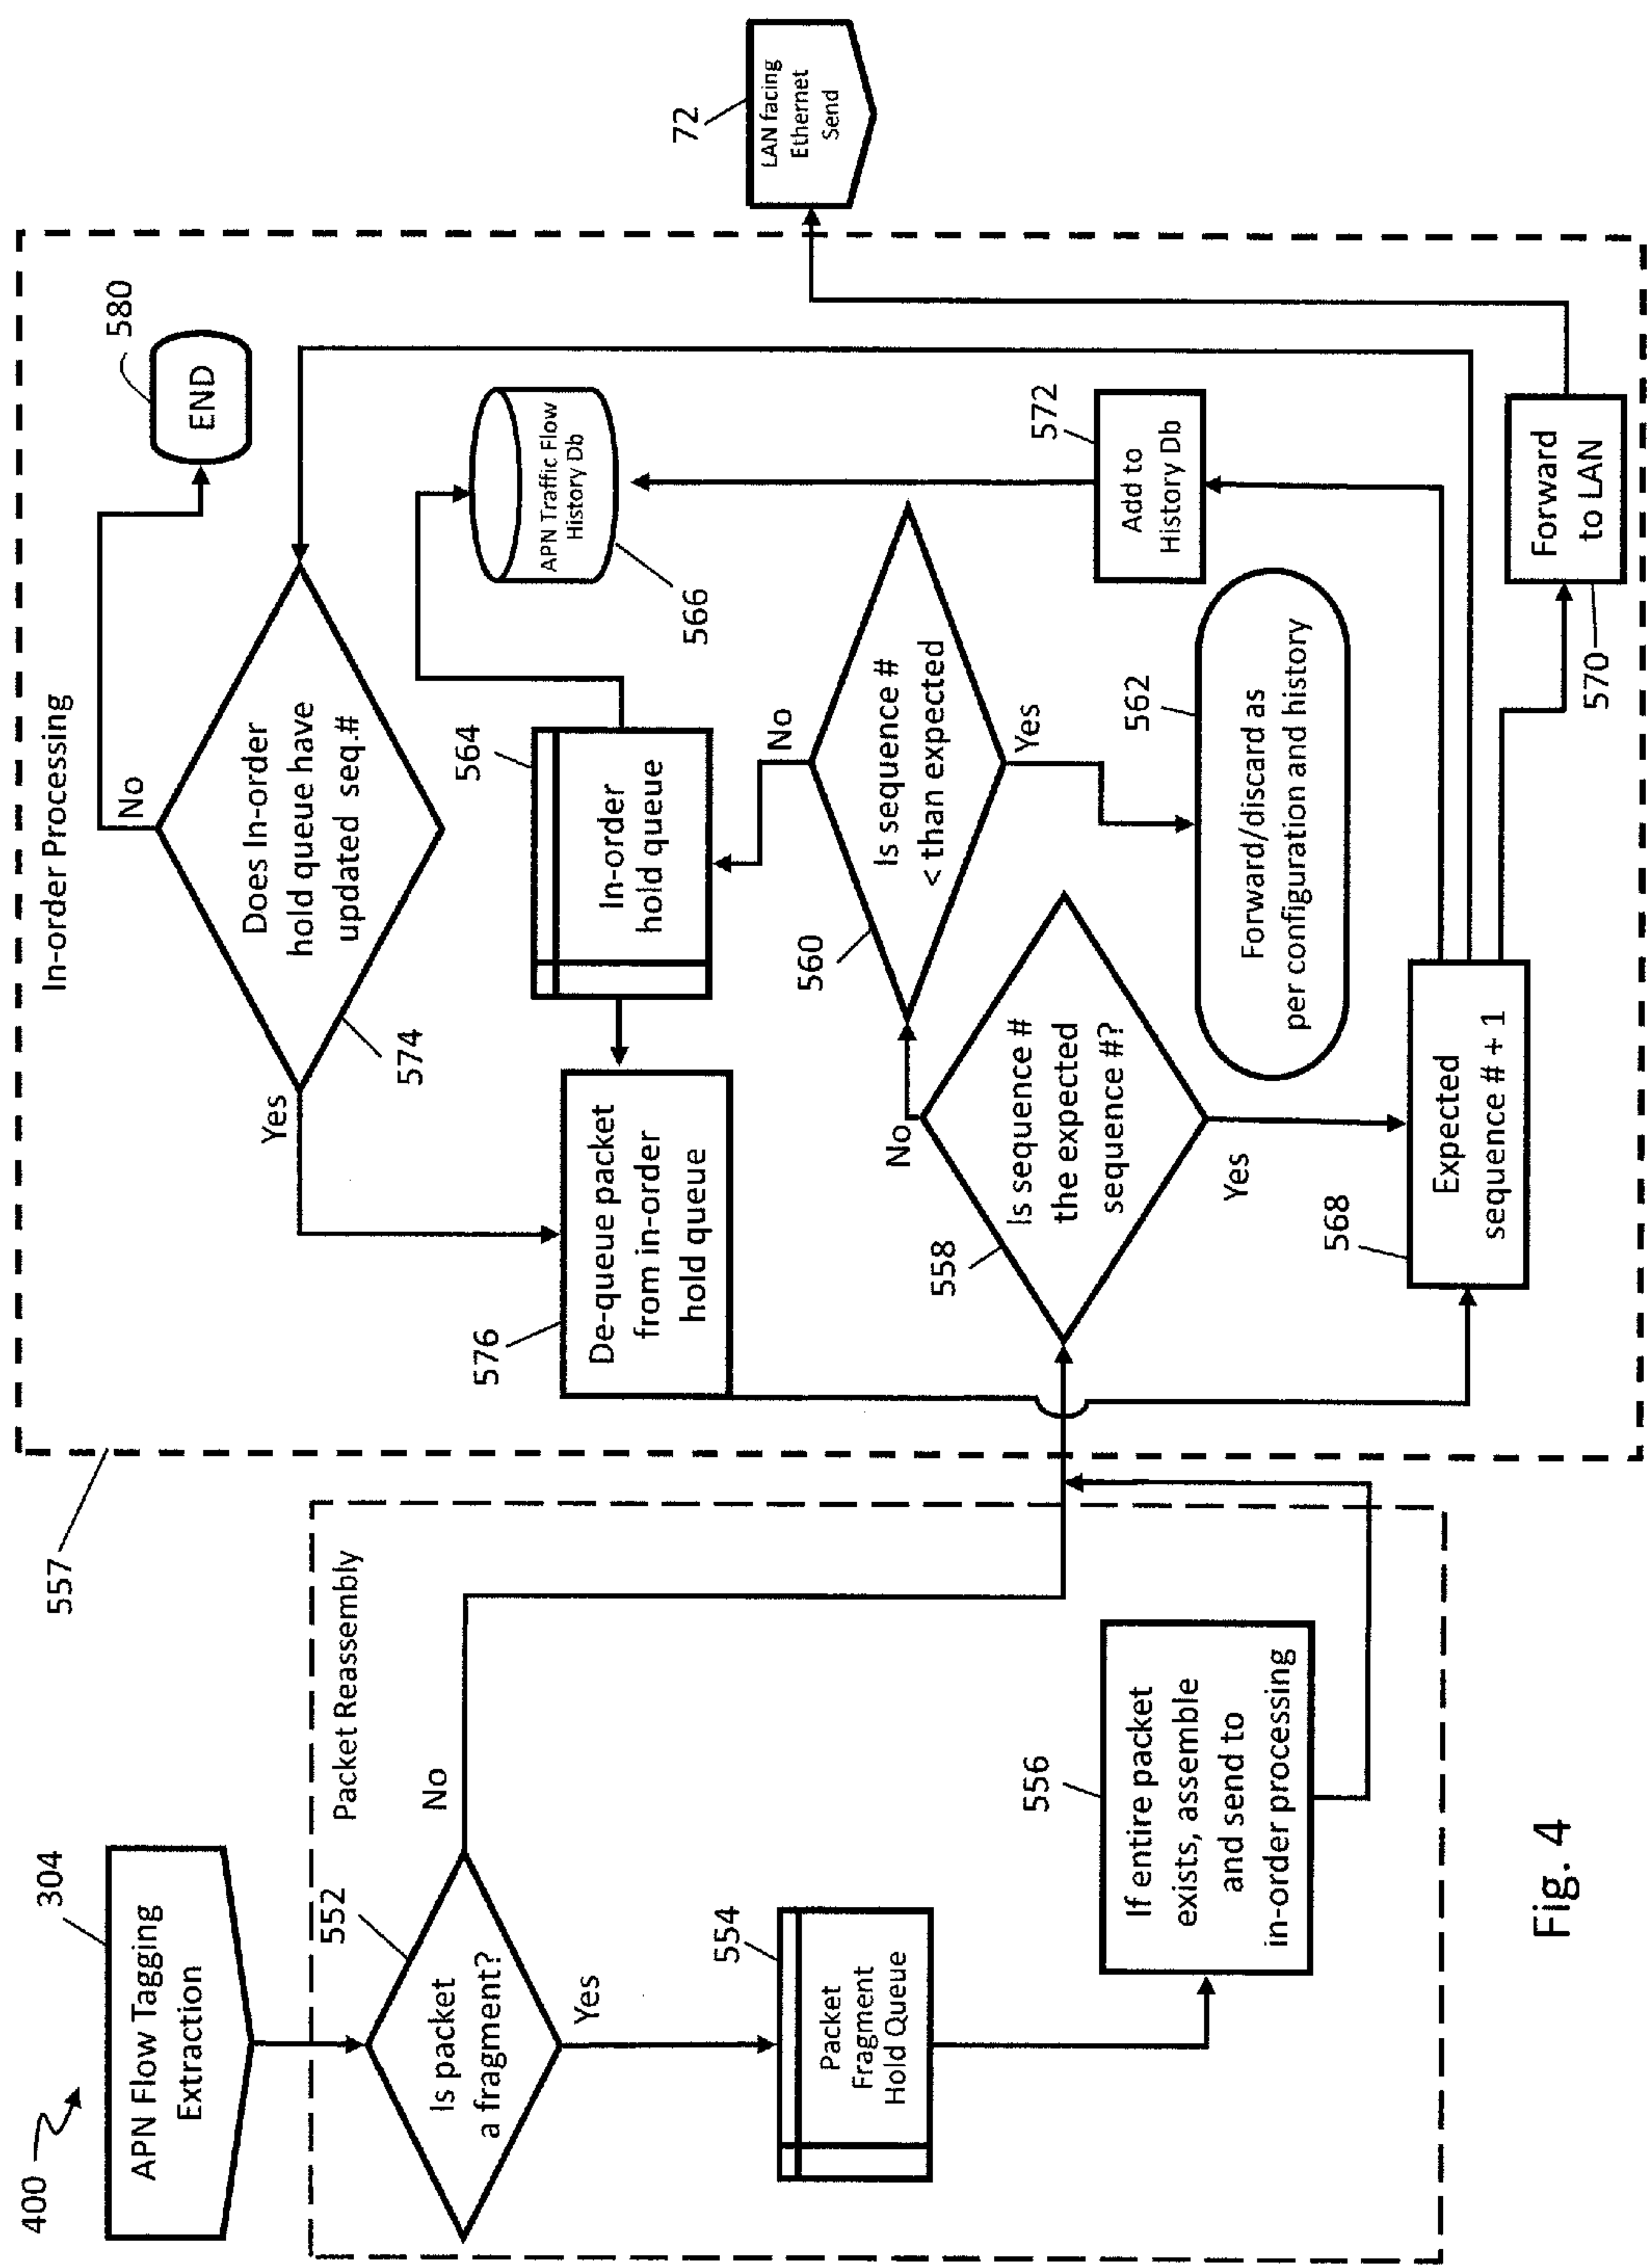 400
304
APN Flow Tagging
Extraction
557
Packet Reassembly
552
Is packet
a fragment?
No
Yes
554
Packet
Fragment
Hold Queue
556
If entire packet
exists, assemble
and send to
in-order processing
In-order Processing
580
END
No
Does In-order
hold queue have
updated seq.#
Yes
574
576
De-queue packet
from in-order
hold queue
564
In-order
hold queue
APN Traffic Flow
History Db
566
No
Is sequence #
< than expected
560
Yes
558
No
Is sequence #
the expected
sequence #?
Yes
562
Forward/discard as
per configuration and history
572
Add to
History Db
568
Expected
sequence # + 1
Forward
to LAN
570
72
LAN facing
Ethernet
Send
Fig. 4